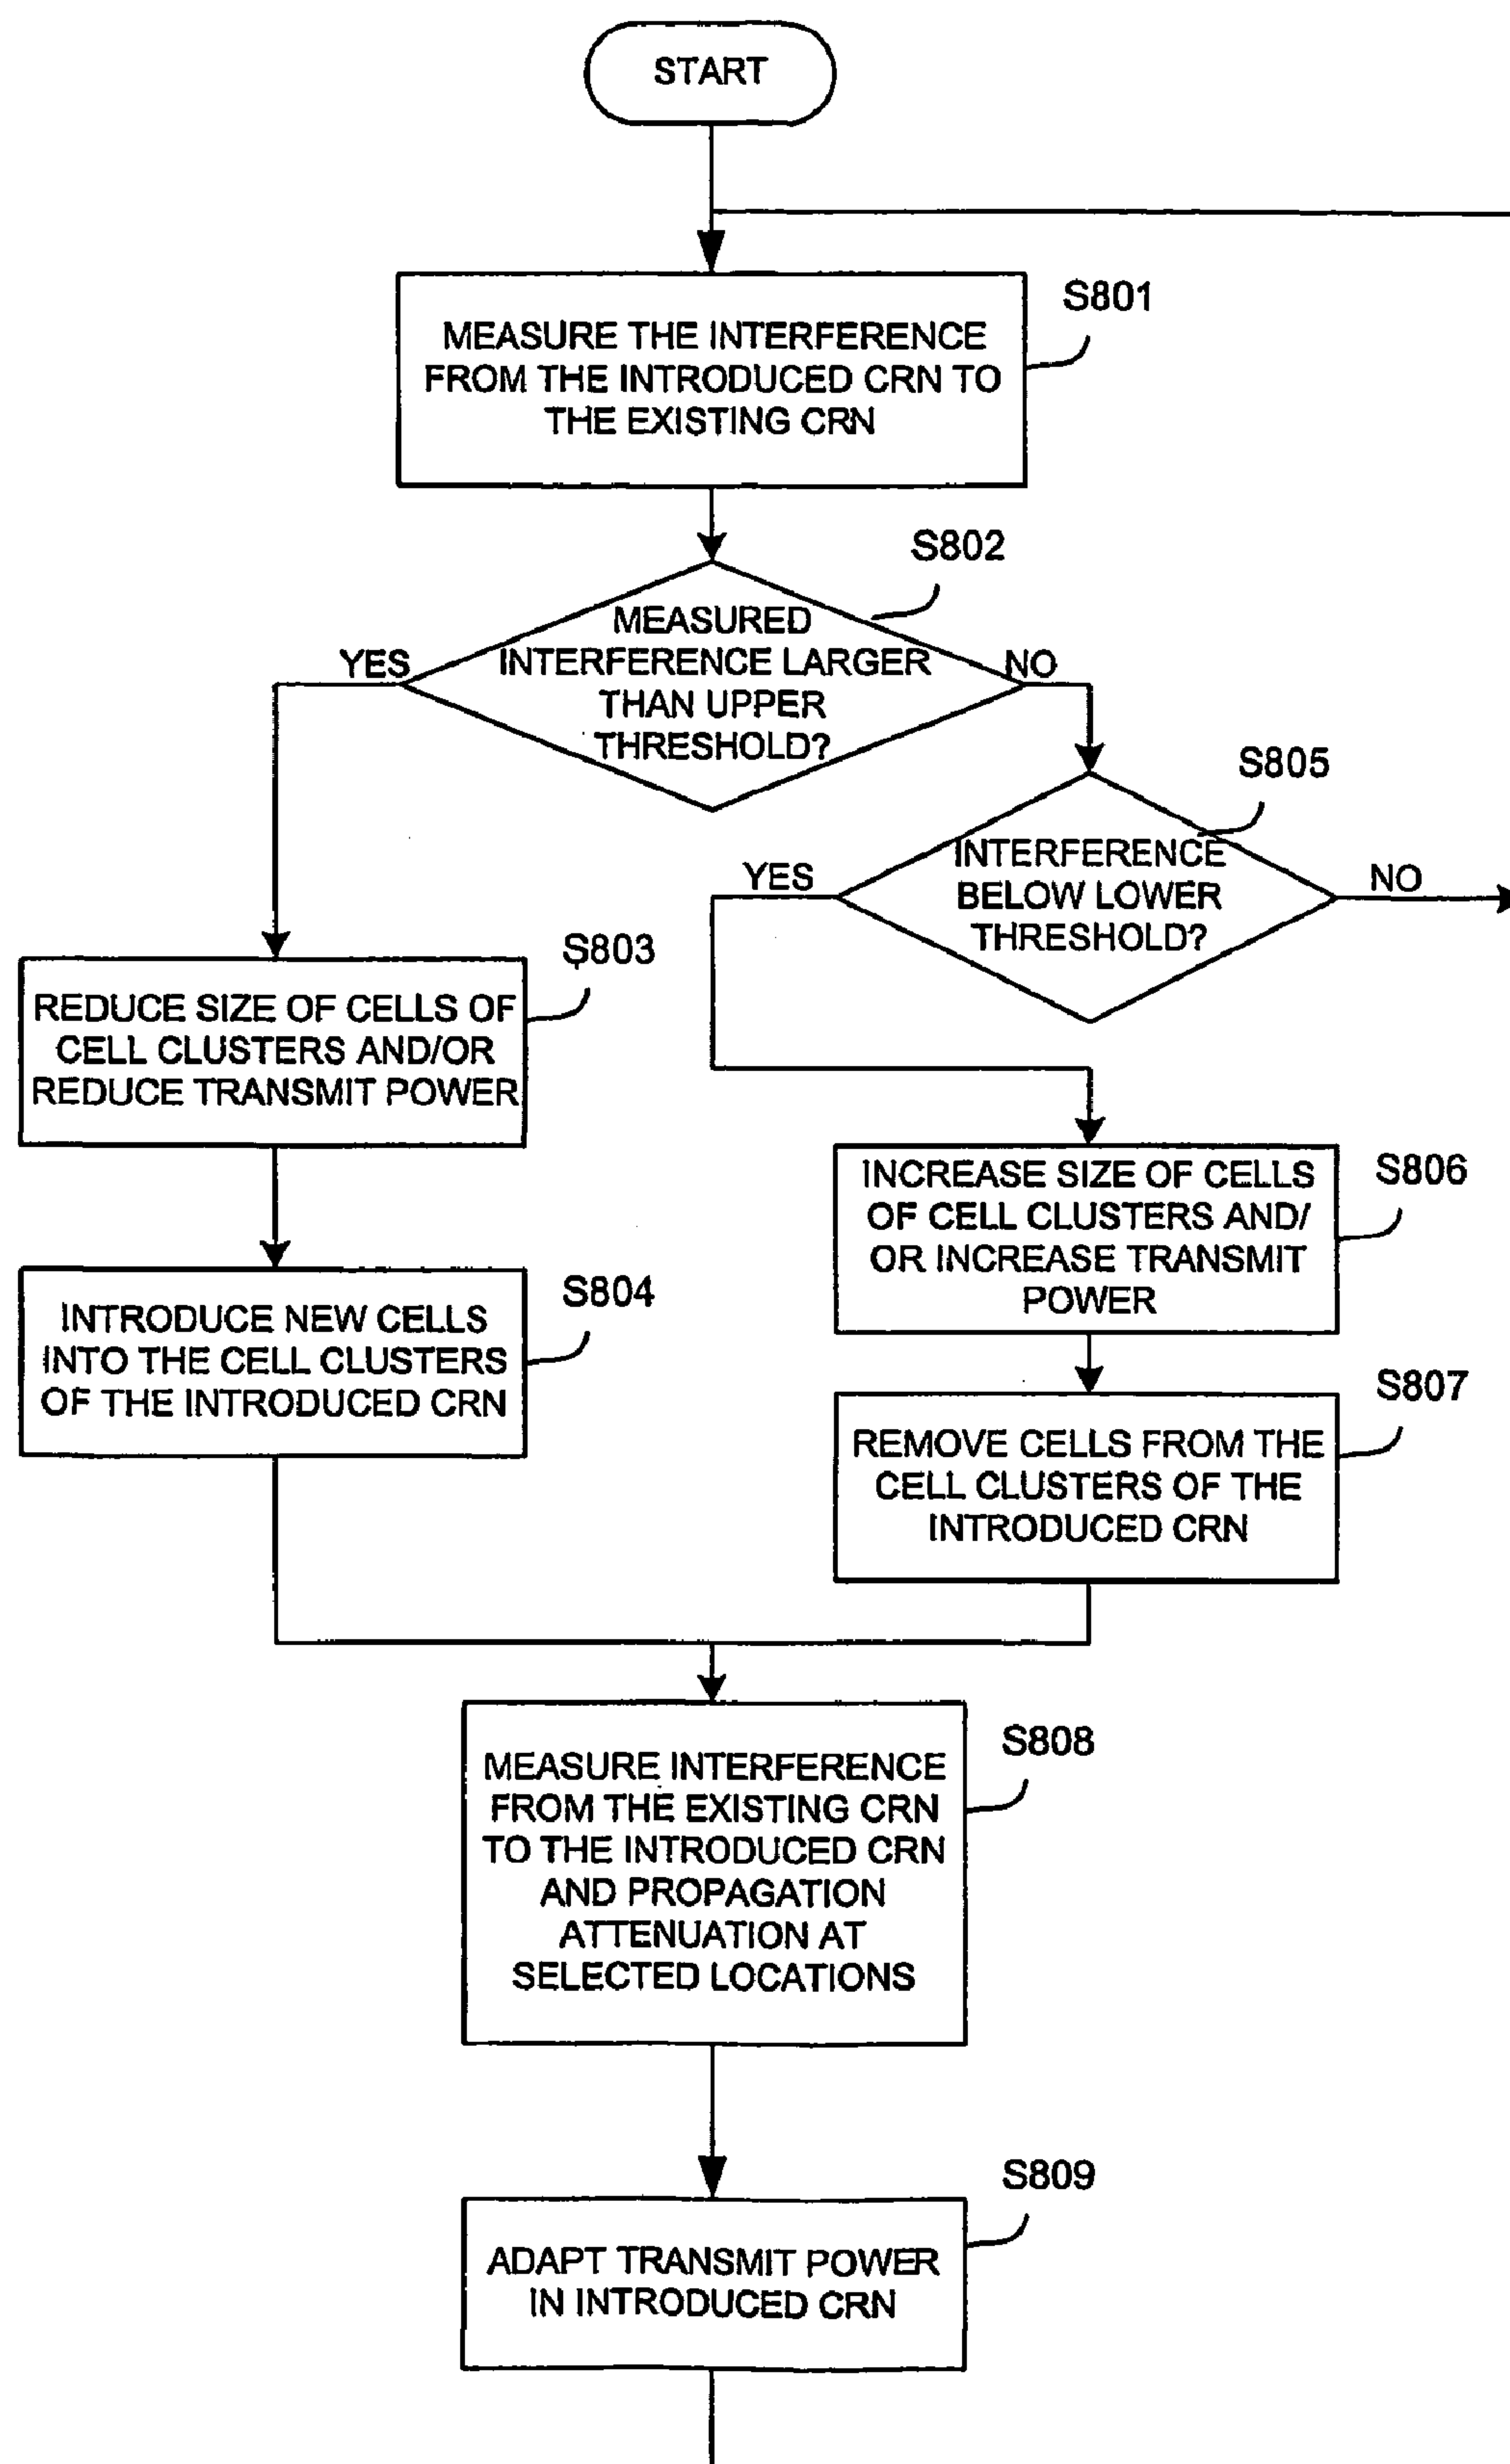 START
S801
MEASURE THE INTERFERENCE
FROM THE INTRODUCED CRN TO
THE EXISTING CRN
S802
MEASURED
INTERFERENCE LARGER
THAN UPPER
THRESHOLD?
YES
NO
S805
INTERFERENCE
BELOW LOWER
THRESHOLD?
YES
NO
S803
REDUCE SIZE OF CELLS OF
CELL CLUSTERS AND/OR
REDUCE TRANSMIT POWER
S804
INTRODUCE NEW CELLS
INTO THE CELL CLUSTERS
OF THE INTRODUCED CRN
S806
INCREASE SIZE OF CELLS
OF CELL CLUSTERS AND/
OR INCREASE TRANSMIT
POWER
S807
REMOVE CELLS FROM THE
CELL CLUSTERS OF THE
INTRODUCED CRN
S808
MEASURE INTERFERENCE
FROM THE EXISTING CRN
TO THE INTRODUCED CRN
AND PROPAGATION
ATTENUATION AT
SELECTED LOCATIONS
S809
ADAPT TRANSMIT POWER
IN INTRODUCED CRN